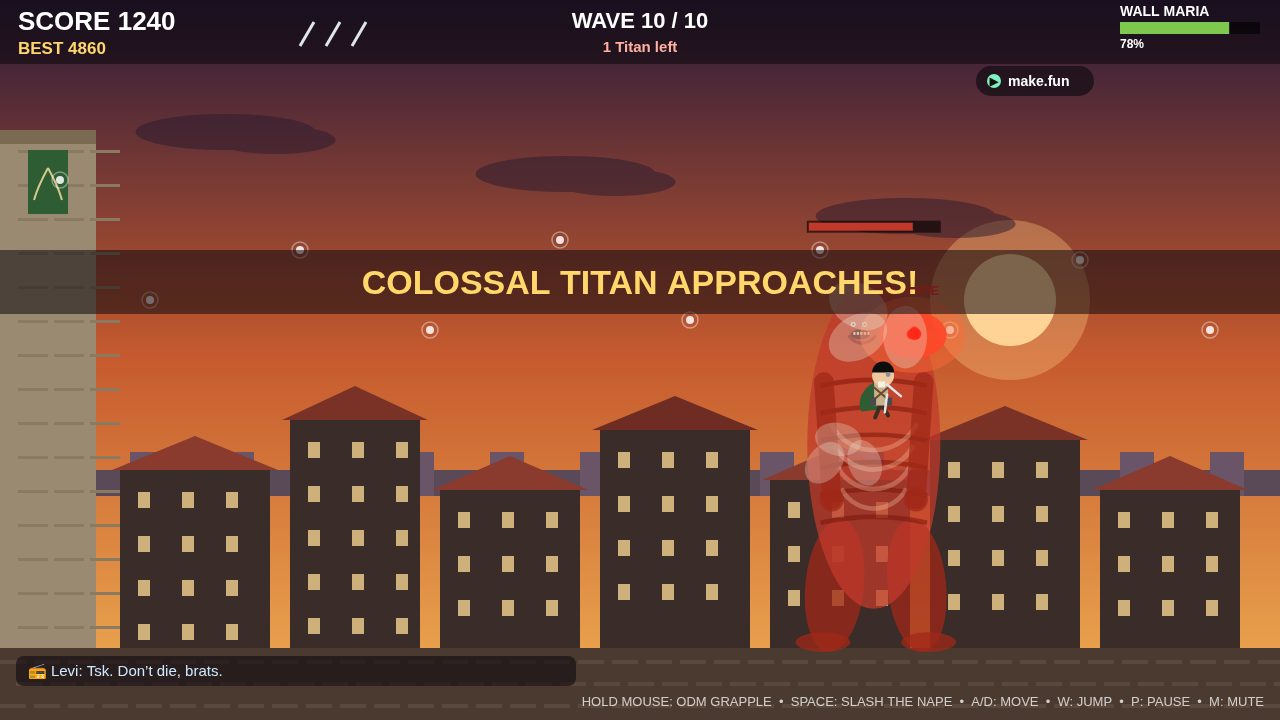 SCORE 1240
BEST 4860
WAVE 10 / 10
1 Titan left
WALL MARIA
78%
make.fun
COLOSSAL TITAN APPROACHES!
📻 Levi: Tsk. Don't die, brats.
HOLD MOUSE: ODM GRAPPLE • SPACE: SLASH THE NAPE • A/D: MOVE • W: JUMP • P: PAUSE • M: MUTE